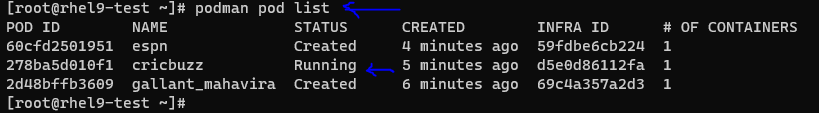 [root@rhel9-test ~]# podman pod list
POD ID NAME STATUS CREATED INFRA ID # OF CONTAINERS
60cfd2501951 espn Created 4 minutes ago 59fdbe6cb224 1
278ba5d010f1 cricbuzz Running 5 minutes ago d5e0d86112fa 1
2d48bffb3609 gallant_mahavira Created 6 minutes ago 69c4a357a2d3 1
[root@rhel9-test ~]#